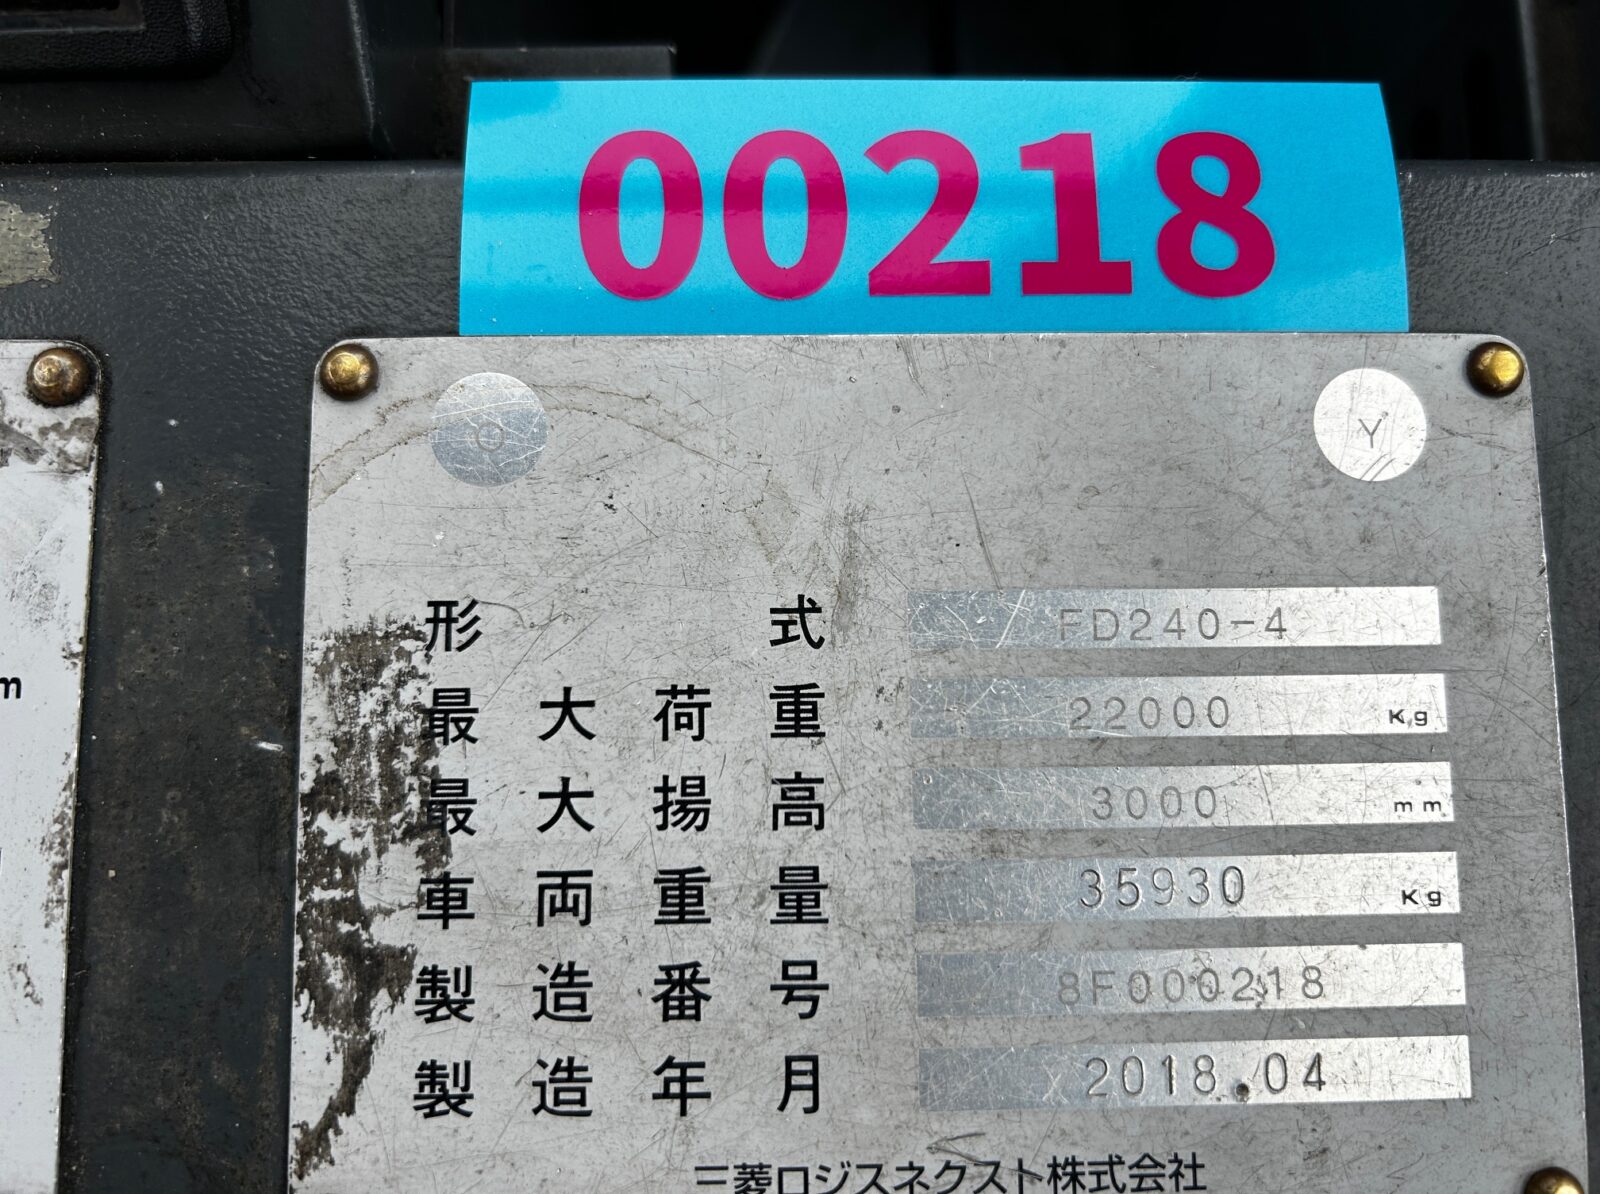 00218
O Y
形式 FD240-4
最大荷重 22000 Kg
最大揚高 3000 mm
車両重量 35930 Kg
製造番号 8F000218
製造年月 2018.04
三菱ロジスネクスト株式会社
m